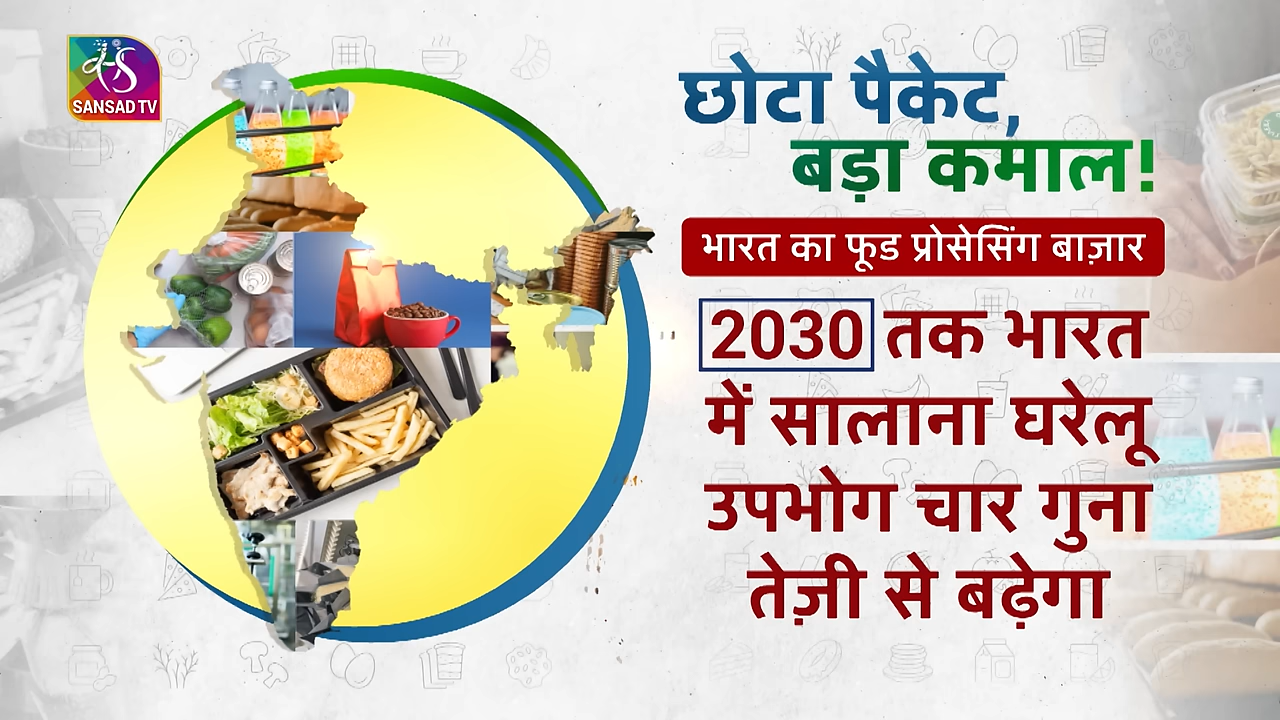 SANSAD TV
छोटा पैकेट,
बड़ा कमाल!
भारत का फूड प्रोसेसिंग बाज़ार
2030 तक भारत
में सालाना घरेलू
उपभोग चार गुना
तेज़ी से बढ़ेगा